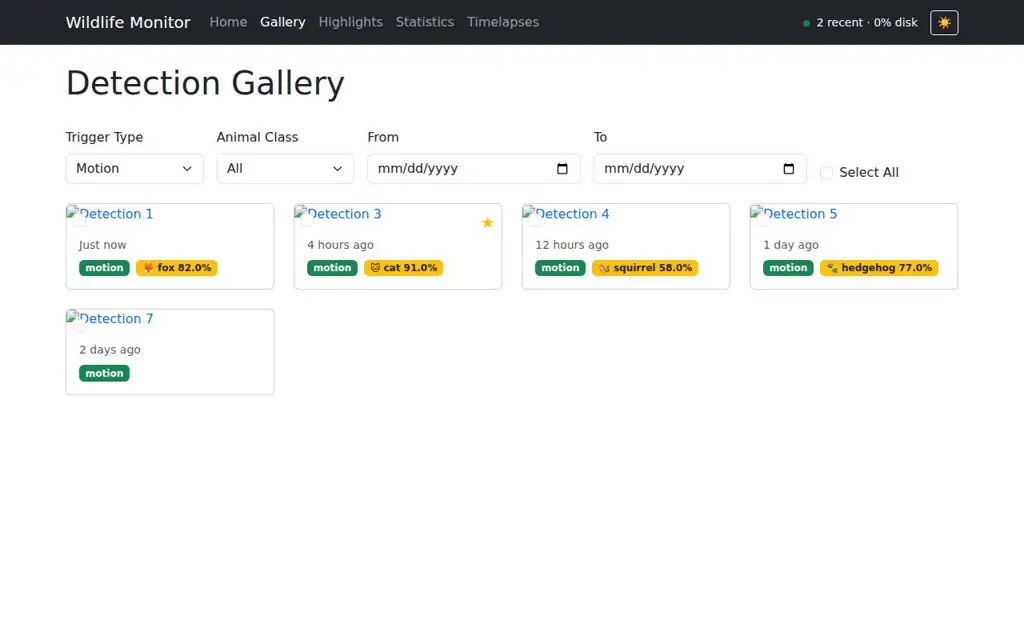 Wildlife Monitor Home Gallery Highlights Statistics Timelapses 2 recent · 0% disk
Detection Gallery
Trigger Type Animal Class From To
Motion All mm/dd/yyyy mm/dd/yyyy Select All
Detection 1 Detection 3 Detection 4 Detection 5
Just now 4 hours ago 12 hours ago 1 day ago
motion fox 82.0% motion cat 91.0% motion squirrel 58.0% motion hedgehog 77.0%
Detection 7
2 days ago
motion